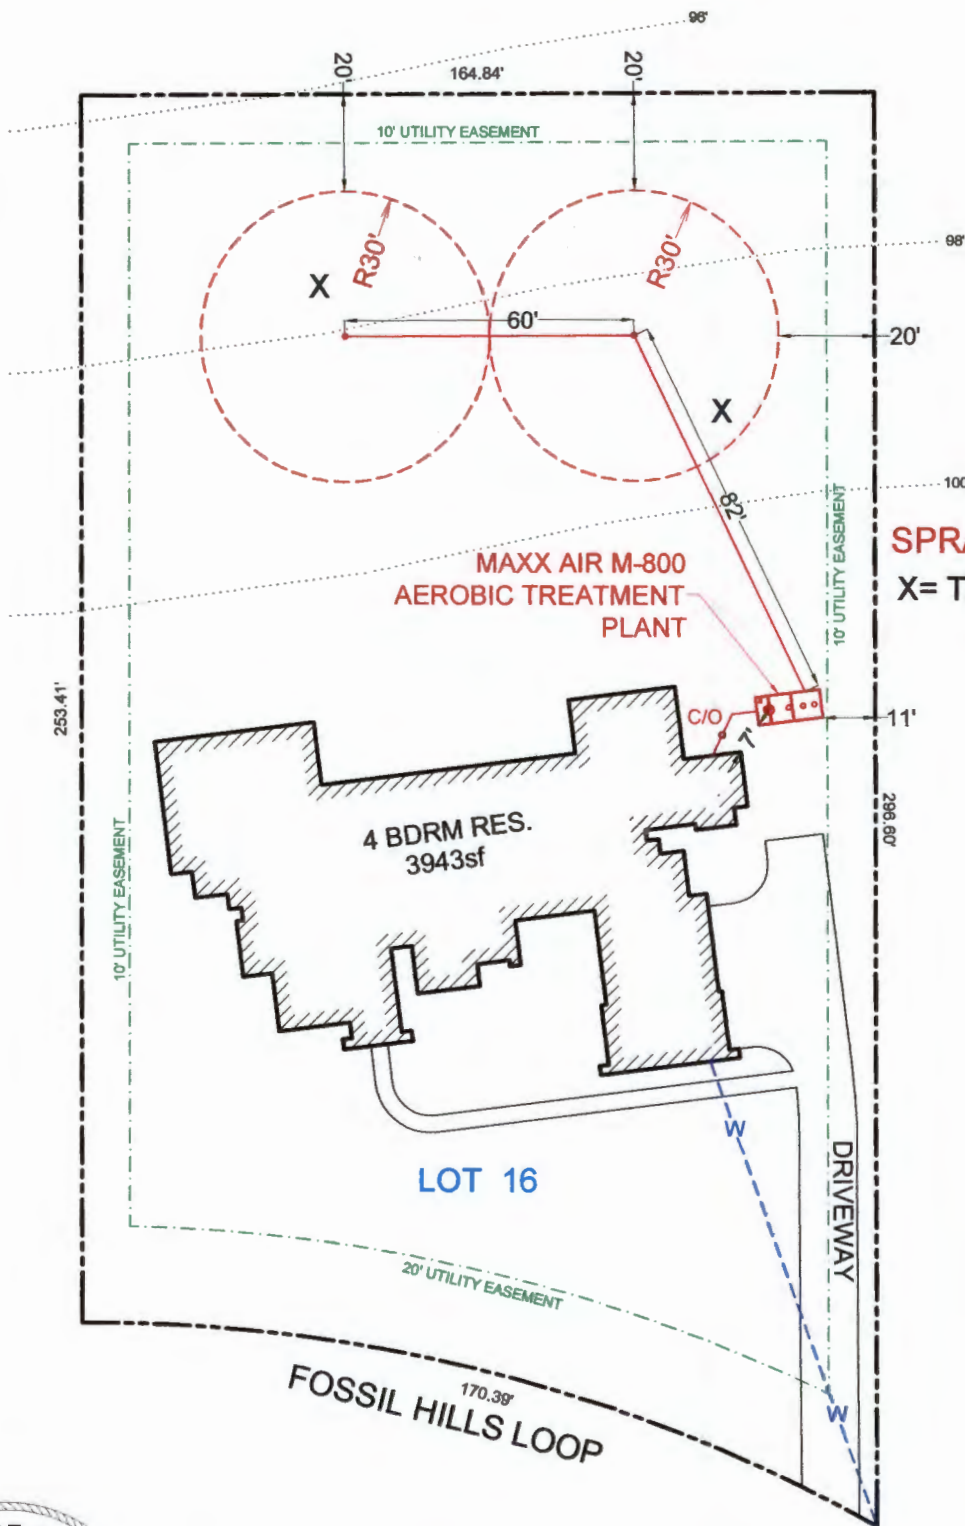 96'
20'
164.84'
20'
10' UTILITY EASEMENT
R30'
R30'
98'
X
60'
20'
X
82'
100
10' UTILITY EASEMENT
MAXX AIR M-800
AEROBIC TREATMENT
PLANT
SPRA
X= T
253.41'
C/O
7'
11'
296.60'
4 BDRM RES.
3943sf
10' UTILITY EASEMENT
W
LOT 16
DRIVEWAY
20' UTILITY EASEMENT
W
170.39'
FOSSIL HILLS LOOP